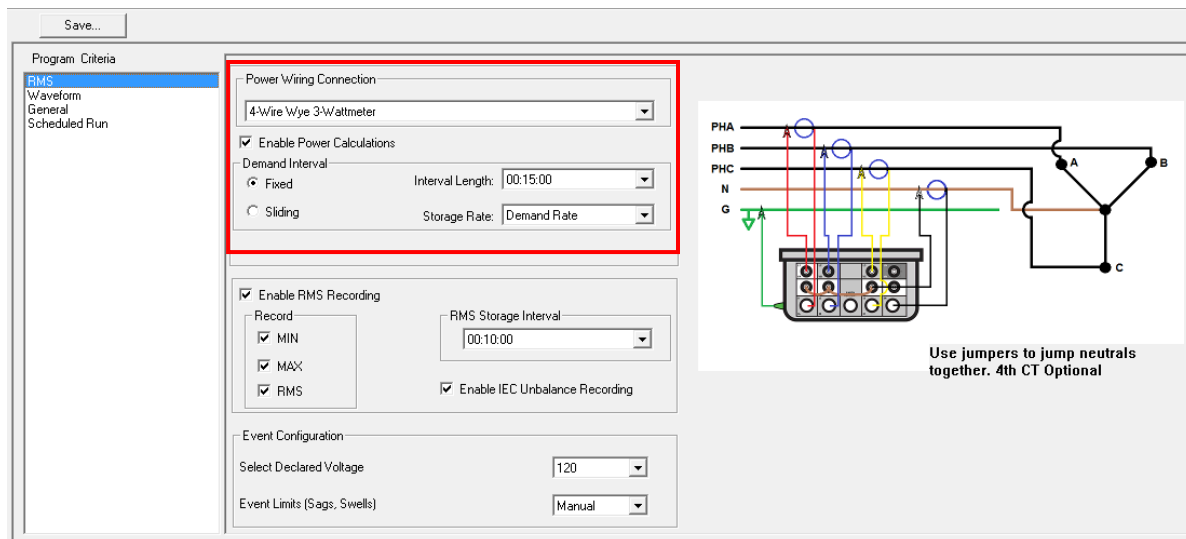 Save...
Program Criteria
RMS
Waveform
General
Scheduled Run
Power Wiring Connection
4-Wire Wye 3-Wattmeter
Enable Power Calculations
Demand Interval
Fixed
Interval Length: 00:15:00
Sliding
Storage Rate: Demand Rate
Enable RMS Recording
Record
RMS Storage Interval
MIN
00:10:00
MAX
RMS
Enable IEC Unbalance Recording
Event Configuration
Select Declared Voltage
120
Event Limits (Sags, Swells)
Manual
PHA
PHB
PHC
N
G
A
B
C
Use jumpers to jump neutrals
together. 4th CT Optional